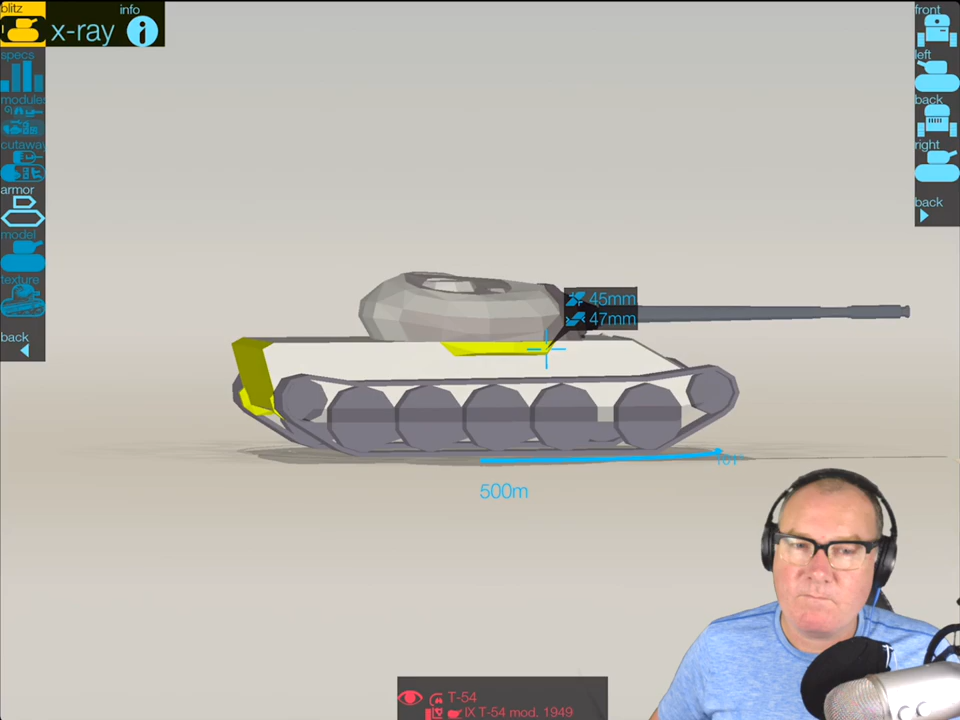 blitz
info
x-ray
specs
modules
cutaway
armor
model
texture
back
front
left
back
right
back
45mm
47mm
500m
T-54
IX T-54 mod. 1949